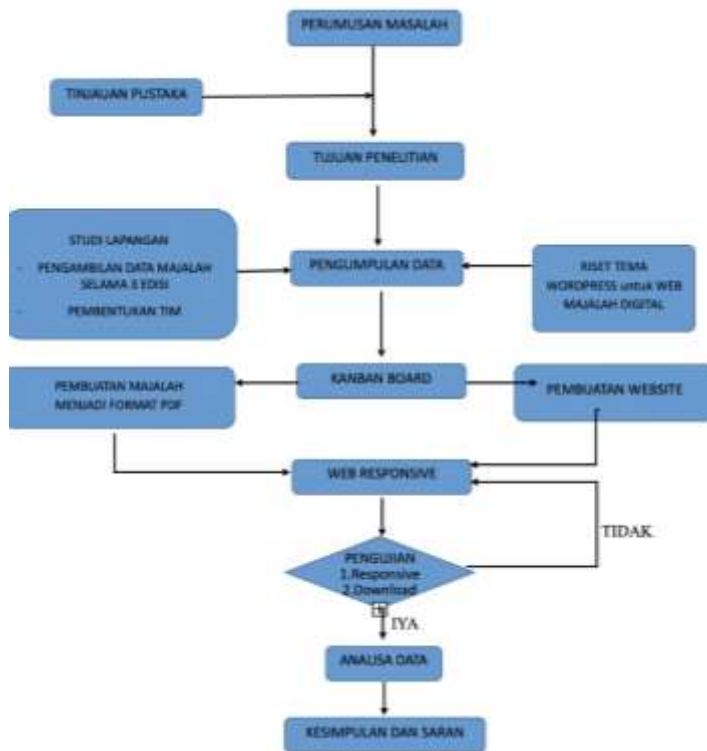 PERUMUSAN MASALAH
TINJAUAN PUSTAKA
TUJUAN PENELITIAN
STUDI LAPANGAN
- PENGAMBILAN DATA MAJALAH
SELAMA 3 EDISI
- PEMBENTUKAN TIM
PENGUMPULAN DATA
RISET TEMA
WORDPRESS untuk WEB
MAJALAH DIGITAL
PEMBUATAN MAJALAH
MENJADI FORMAT PDF
KANBAN BOARD
PEMBUATAN WEBSITE
WEB RESPONSIVE
TIDAK
PENGUJIAN
1.Responsive
2.Download
IYA
ANALISA DATA
KESIMPULAN DAN SARAN